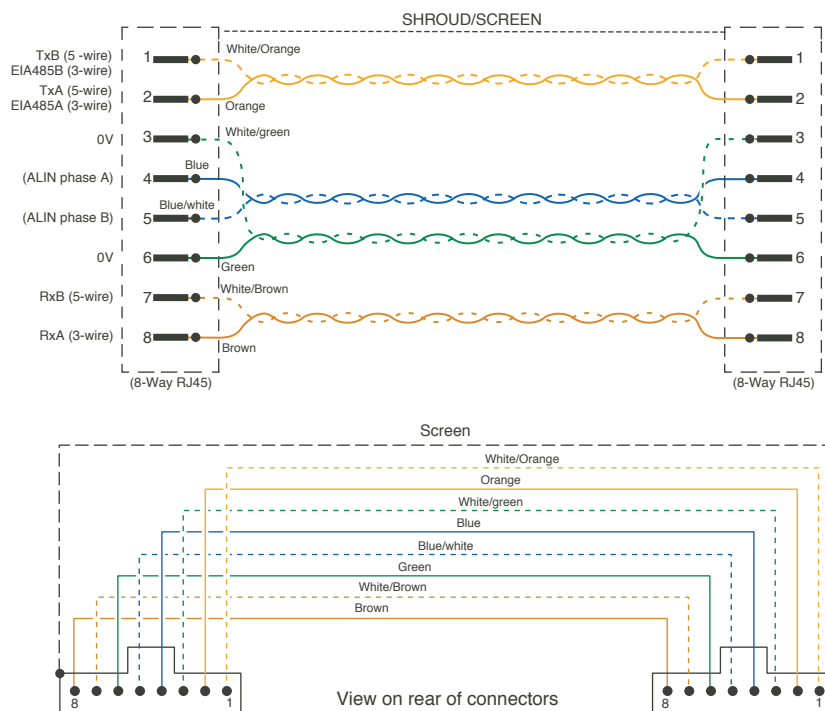 SHROUD/SCREEN
TxB (5 -wire)
EIA485B (3-wire)
1
White/Orange
1
TxA (5-wire)
EIA485A (3-wire)
2
Orange
2
0V
3
White/green
3
(ALIN phase A)
4
Blue
4
(ALIN phase B)
5
Blue/white
5
0V
6
Green
6
RxB (5-wire)
7
White/Brown
7
RxA (3-wire)
8
Brown
8
(8-Way RJ45)
(8-Way RJ45)
Screen
White/Orange
Orange
White/green
Blue
Blue/white
Green
White/Brown
Brown
8
1
View on rear of connectors
8
1